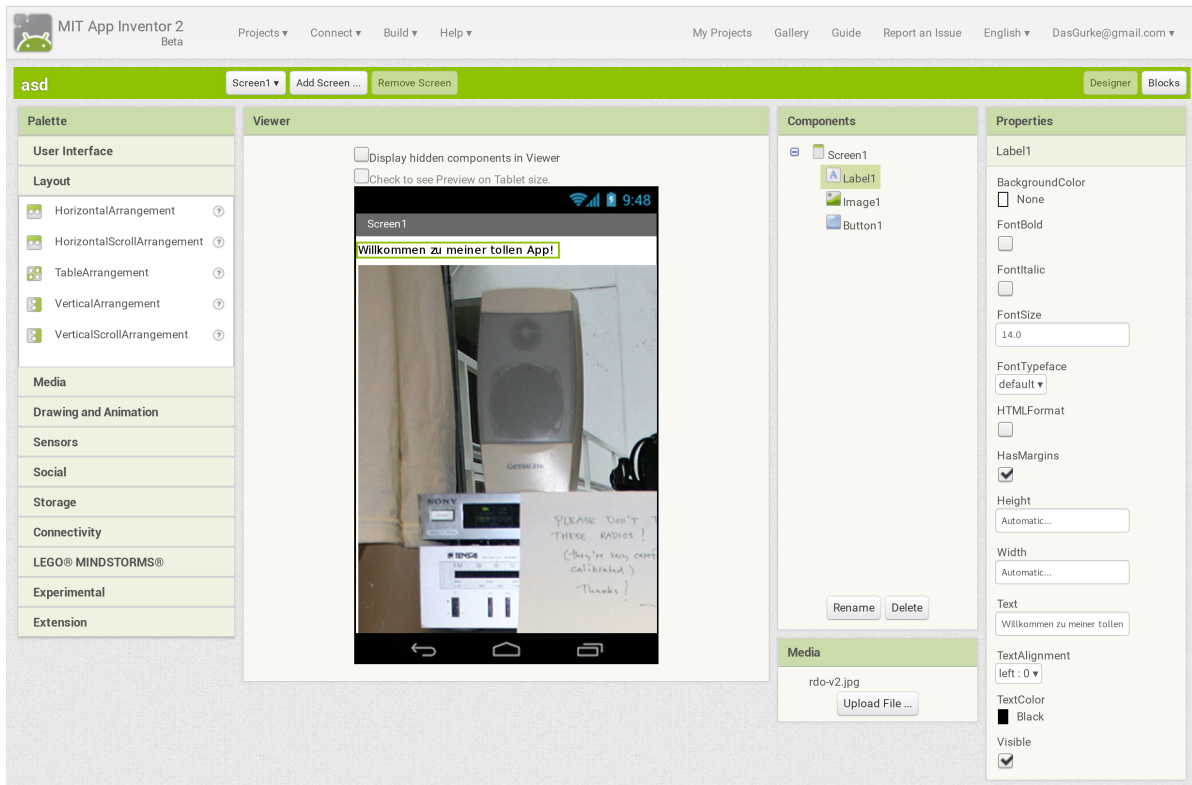 MIT App Inventor 2
Beta
Projects ▾ Connect ▾ Build ▾ Help ▾ My Projects Gallery Guide Report an Issue English ▾ DasGurke@gmail.com ▾
asd Screen1 ▾ Add Screen ... Remove Screen Designer Blocks
Palette
User Interface
Layout
HorizontalArrangement
HorizontalScrollArrangement
TableArrangement
VerticalArrangement
VerticalScrollArrangement
Media
Drawing and Animation
Sensors
Social
Storage
Connectivity
LEGO® MINDSTORMS®
Experimental
Extension
Viewer
Display hidden components in Viewer
Check to see Preview on Tablet size.
9:48
Screen1
Willkommen zu meiner tollen App!
SONY
TENSAI
PLEASE DON'T
THESE RADIOS!
(they're very
calibrated)
Thanks!
Components
Screen1
Label1
Image1
Button1
Rename Delete
Media
rdo-v2.jpg
Upload File ...
Properties
Label1
BackgroundColor
None
FontBold
FontItalic
FontSize
14.0
FontTypeface
default ▾
HTMLFormat
HasMargins
Height
Automatic...
Width
Automatic...
Text
Willkommen zu meiner tollen
TextAlignment
left : 0 ▾
TextColor
Black
Visible